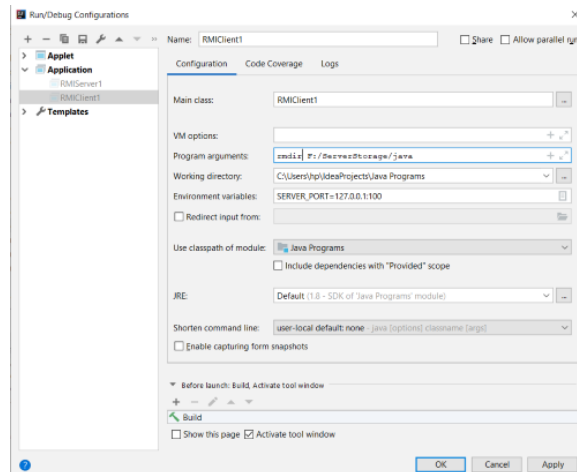 Run/Debug Configurations
Name: RMIClient1
Share
Allow parallel run
Applet
Application
RMIServer1
RMIClient1
Templates
Configuration
Code Coverage
Logs
Main class: RMIClient1
VM options:
Program arguments: rmdir F:/ServerStorage/java
Working directory: C:\Users\hp\IdeaProjects\Java Programs
Environment variables: SERVER_PORT=127.0.0.1:100
Redirect input from:
Use classpath of module: Java Programs
Include dependencies with "Provided" scope
JRE: Default (1.8 - SDK of 'Java Programs' module)
Shorten command line: user-local default: none - java [options] classname [args]
Enable capturing form snapshots
Before launch: Build, Activate tool window
Build
Show this page Activate tool window
OK Cancel Apply